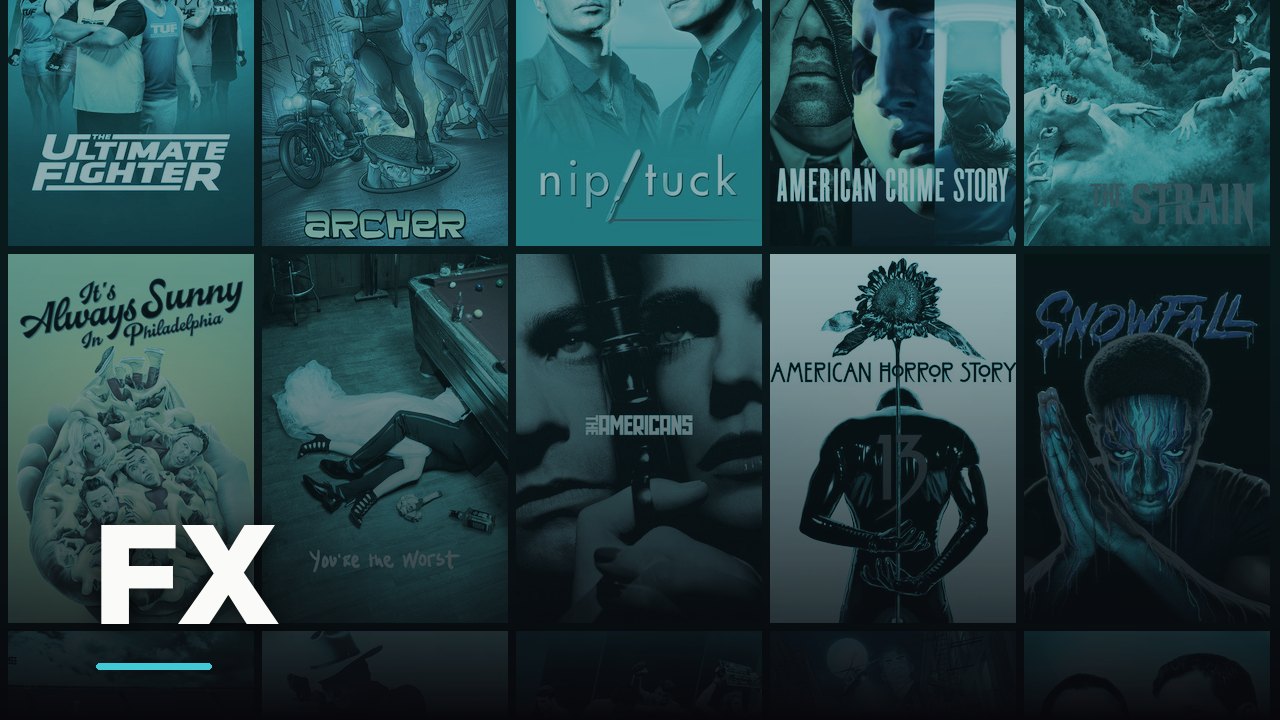 TUF
THE
ULTIMATE
FIGHTER
ARCHER
nip/tuck
AMERICAN CRIME STORY
THE STRAIN
It's
Always Sunny
In Philadelphia
You're the Worst
THE AMERICANS
AMERICAN HORROR STORY
13
SNOWFALL
FX